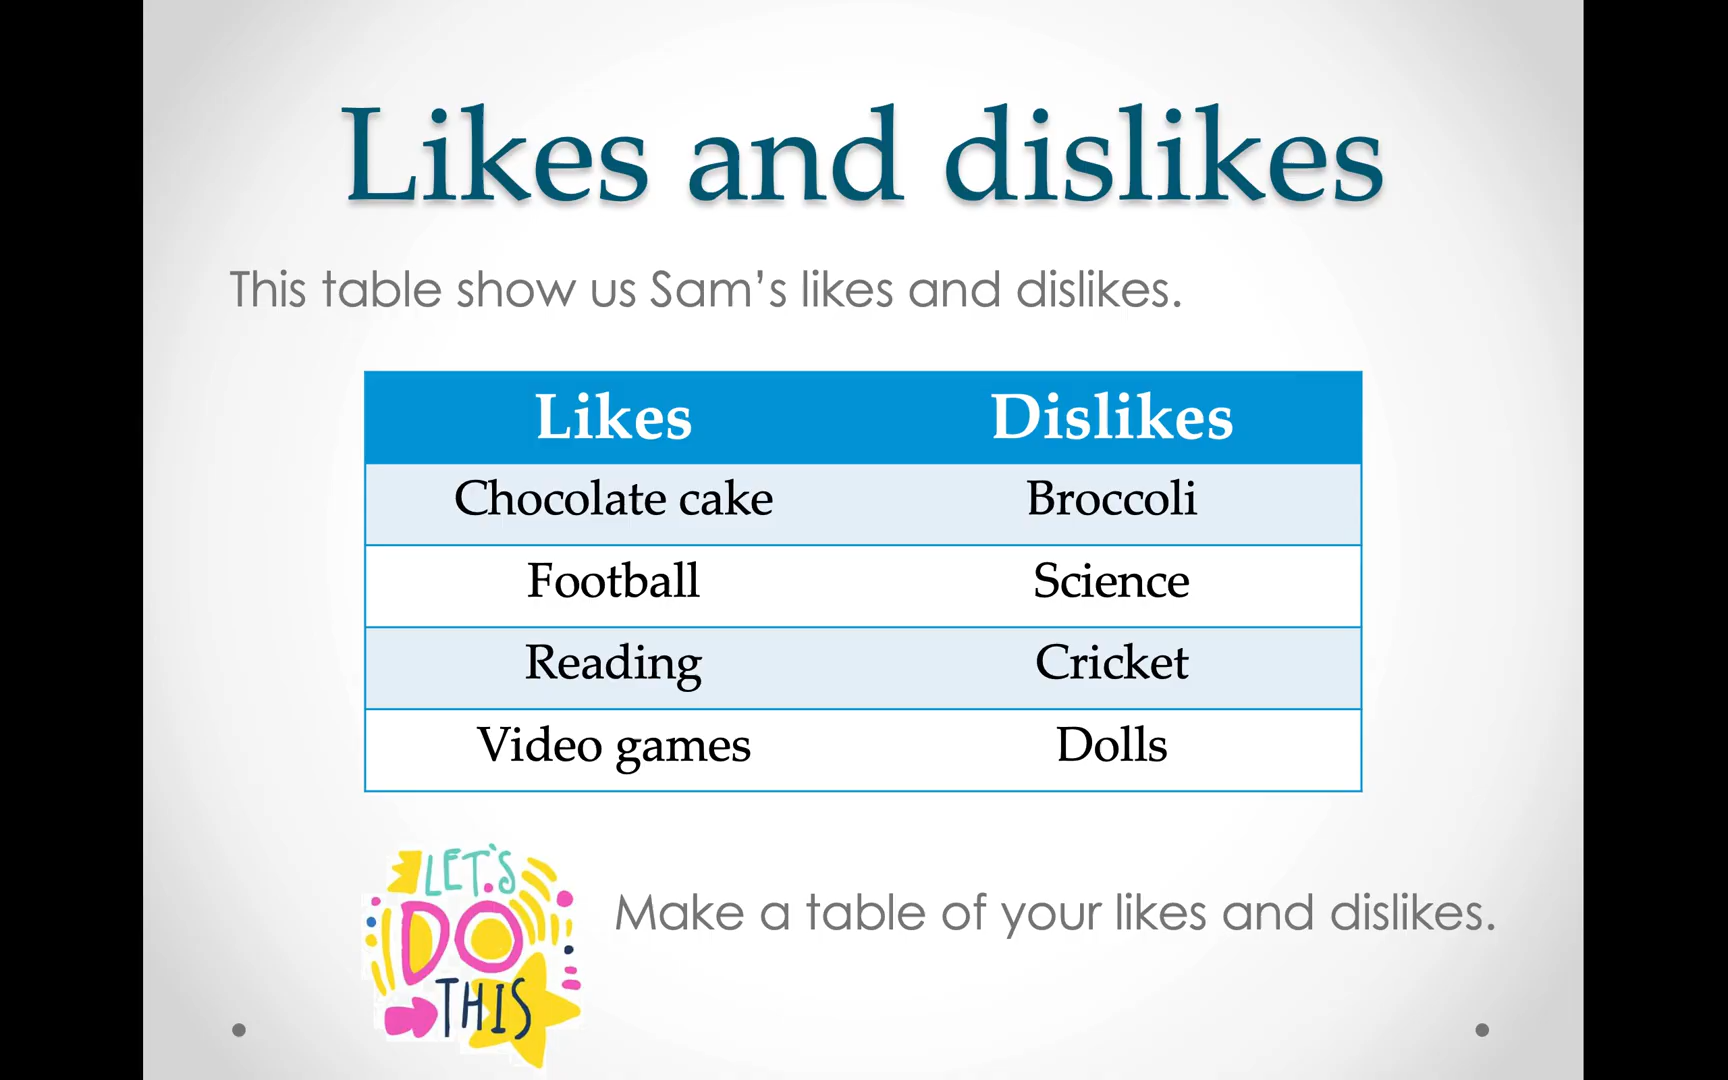 Likes and dislikes
This table show us Sam’s likes and dislikes.
Likes Dislikes
Chocolate cake Broccoli
Football Science
Reading Cricket
Video games Dolls
LET'S
DO
THIS
Make a table of your likes and dislikes.